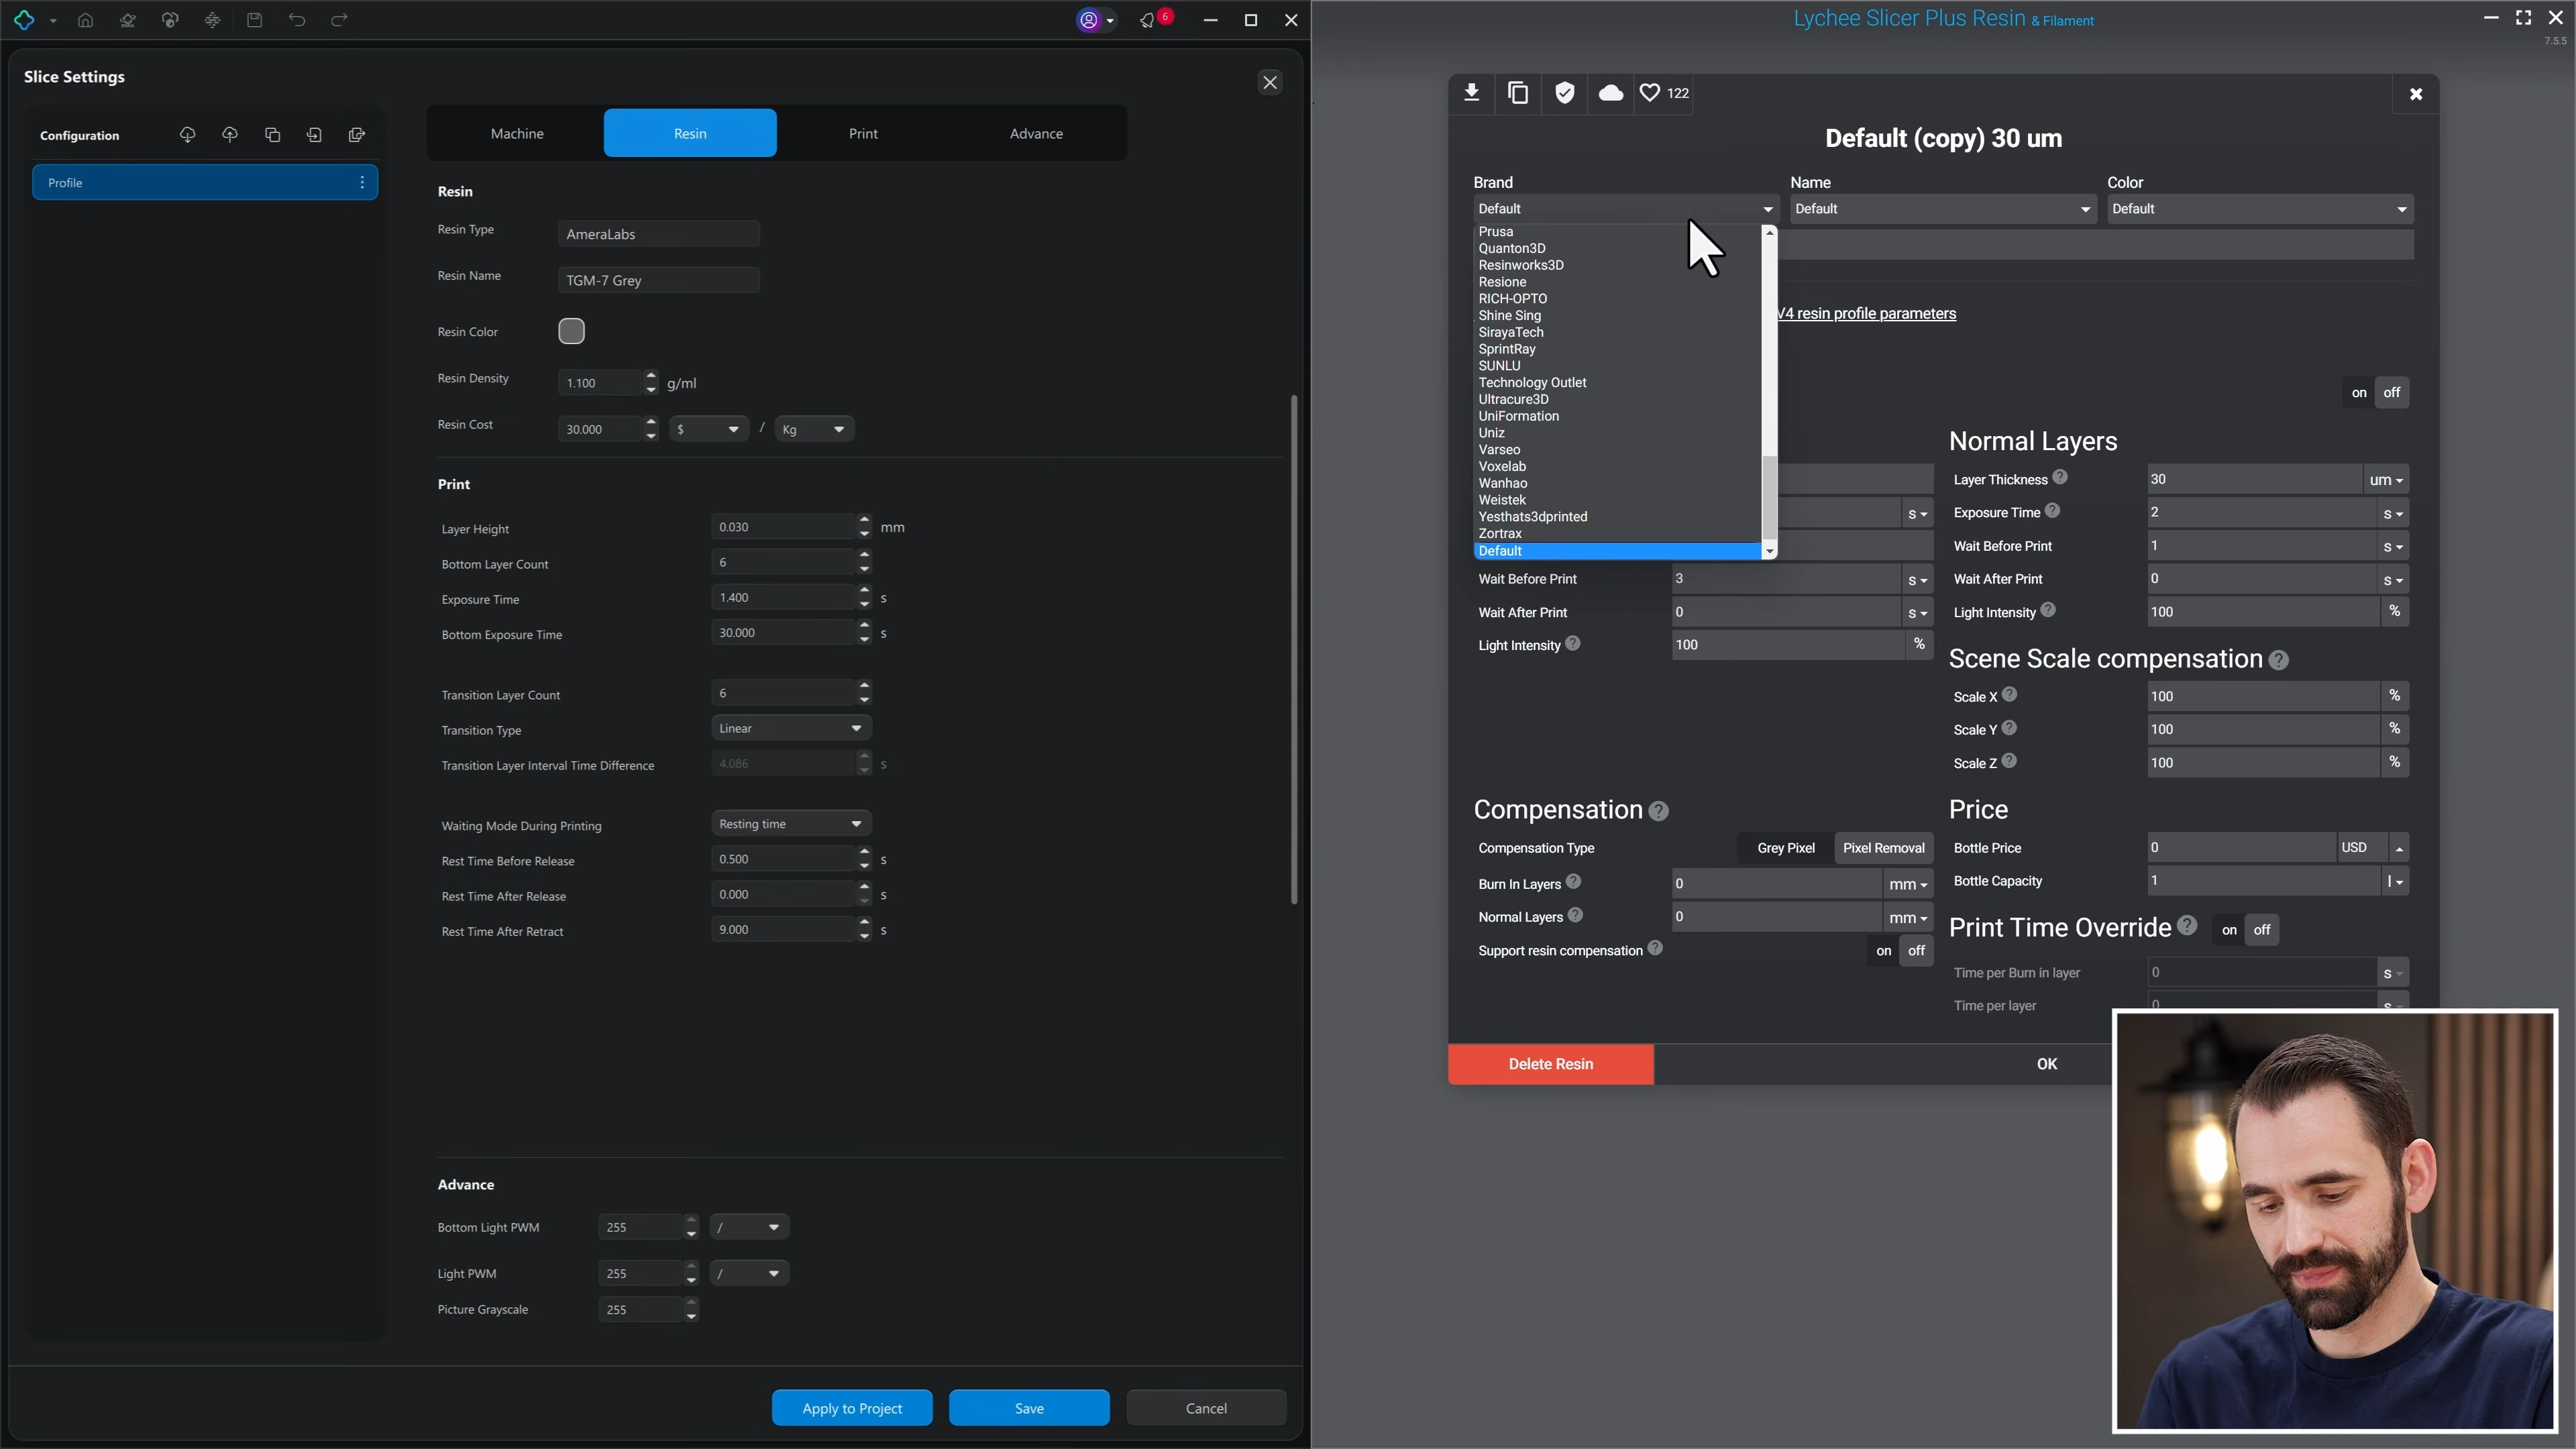 6
Slice Settings
Configuration
Profile
Machine
Resin
Print
Advance
Resin
Resin Type
AmeraLabs
Resin Name
TGM-7 Grey
Resin Color
Resin Density
1.100
g/ml
Resin Cost
30.000
$
/
Kg
Print
Layer Height
0.030
mm
Bottom Layer Count
6
Exposure Time
1.400
s
Bottom Exposure Time
30.000
s
Transition Layer Count
6
Transition Type
Linear
Transition Layer Interval Time Difference
4.086
s
Waiting Mode During Printing
Resting time
Rest Time Before Release
0.500
s
Rest Time After Release
0.000
s
Rest Time After Retract
9.000
s
Advance
Bottom Light PWM
255
/
Light PWM
255
/
Picture Grayscale
255
Apply to Project
Save
Cancel
Lychee Slicer Plus Resin & Filament
7.5.5
122
Default (copy) 30 um
Brand
Name
Color
Default
Default
Default
Prusa
Quanton3D
Resinworks3D
Resione
RICH-OPTO
Shine Sing
SirayaTech
SprintRay
SUNLU
Technology Outlet
Ultracure3D
UniFormation
Uniz
Varseo
Voxelab
Wanhao
Weistek
Yesthats3dprinted
Zortrax
Default
V4 resin profile parameters
on
off
s
Wait Before Print
3
s
Wait After Print
0
s
Light Intensity
100
%
Normal Layers
Layer Thickness
30
um
Exposure Time
2
s
Wait Before Print
1
s
Wait After Print
0
s
Light Intensity
100
%
Scene Scale compensation
Scale X
100
%
Scale Y
100
%
Scale Z
100
%
Compensation
Compensation Type
Grey Pixel
Pixel Removal
Burn In Layers
0
mm
Normal Layers
0
mm
Support resin compensation
on
off
Price
Bottle Price
0
USD
Bottle Capacity
1
l
Print Time Override
on
off
Time per Burn in layer
0
s
Time per layer
0
s
Delete Resin
OK